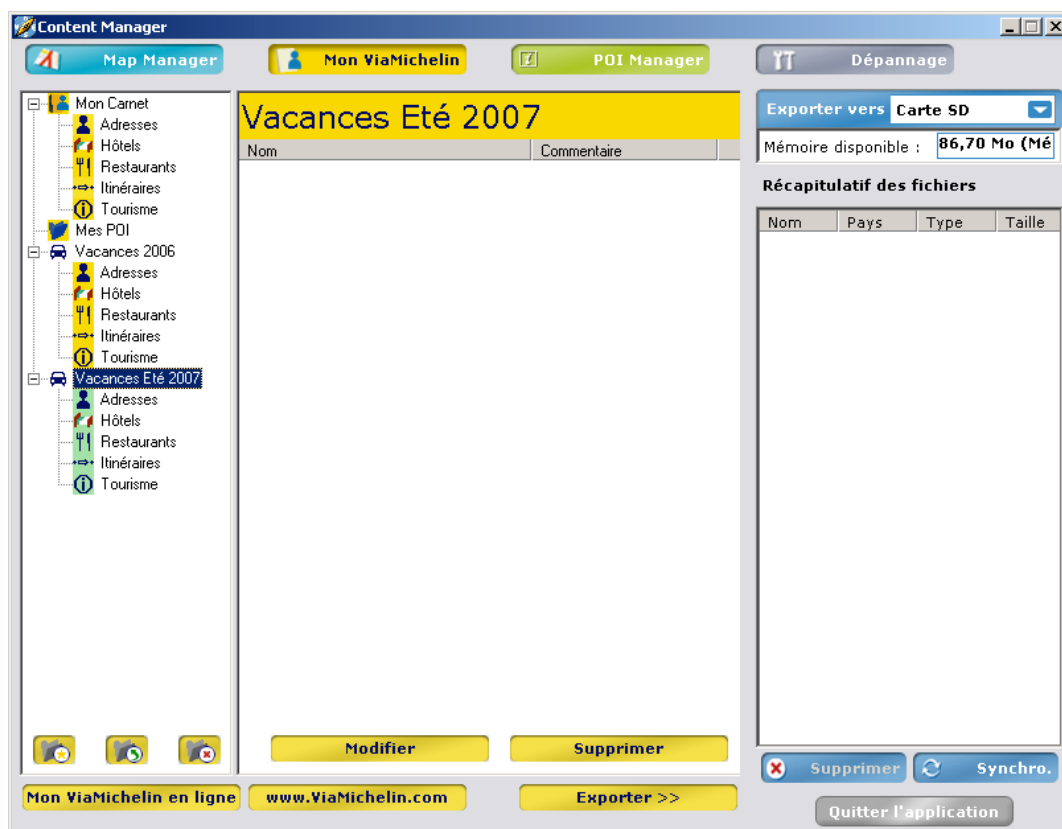 Content Manager
Map Manager
Mon ViaMichelin
POI Manager
Dépannage
Mon Carnet
Adresses
Hôtels
Restaurants
Itinéraires
Tourisme
Mes POI
Vacances 2006
Adresses
Hôtels
Restaurants
Itinéraires
Tourisme
Vacances Eté 2007
Adresses
Hôtels
Restaurants
Itinéraires
Tourisme
Vacances Eté 2007
Nom Commentaire
Modifier
Supprimer
Exporter vers Carte SD
Mémoire disponible : 86,70 Mo (Mé
Récapitulatif des fichiers
Nom Pays Type Taille
Supprimer
Synchro.
Mon ViaMichelin en ligne
www.ViaMichelin.com
Exporter >>
Quitter l'application